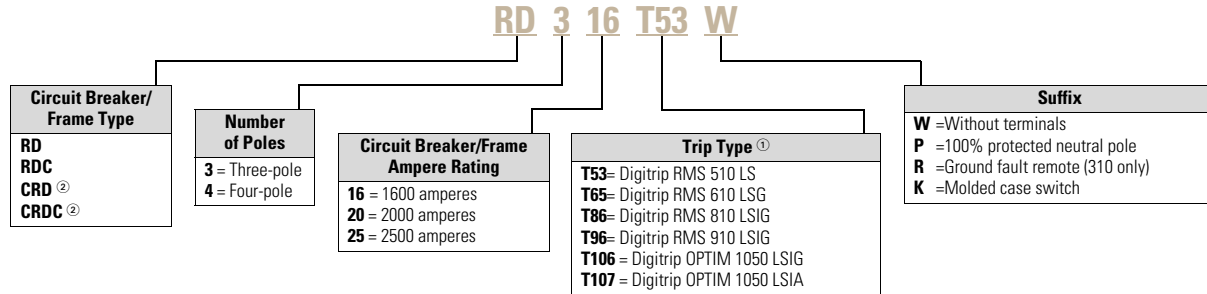 RD 3 16 T53 W
Circuit Breaker/
Frame Type
RD
RDC
CRD ②
CRDC ②
Number
of Poles
3 = Three-pole
4 = Four-pole
Circuit Breaker/Frame
Ampere Rating
16 = 1600 amperes
20 = 2000 amperes
25 = 2500 amperes
Trip Type ①
T53= Digitrip RMS 510 LS
T65= Digitrip RMS 610 LSG
T86= Digitrip RMS 810 LSIG
T96= Digitrip RMS 910 LSIG
T106 = Digitrip OPTIM 1050 LSIG
T107 = Digitrip OPTIM 1050 LSIA
Suffix
W =Without terminals
P =100% protected neutral pole
R =Ground fault remote (310 only)
K =Molded case switch